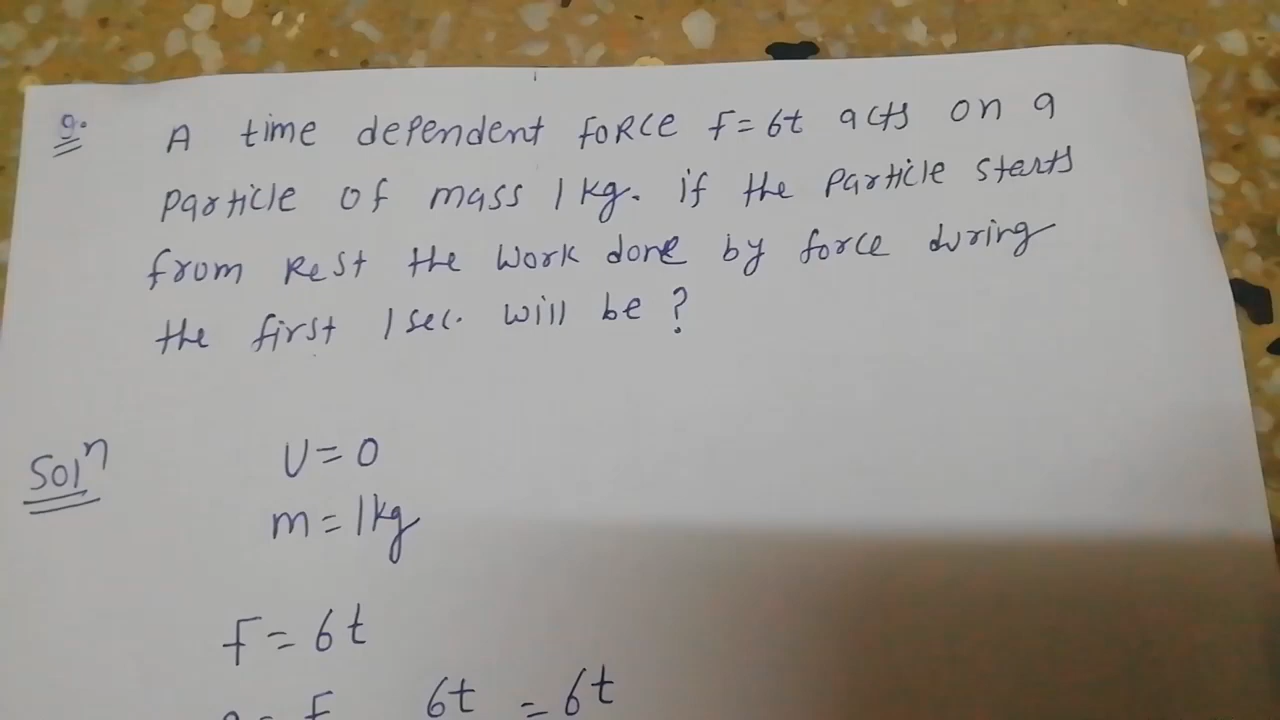 Q. A time dependent FORCE F=6t acts on a
Particle of mass 1kg. if the Particle starts
from ReSt the Work done by force during
the first 1sec. will be ?
Solⁿ U=0
m=1kg
F=6t
F 6t =6t